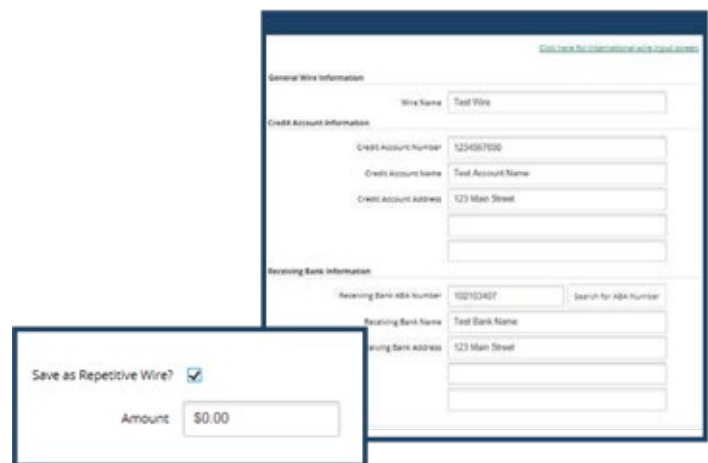 Click here for international wire input screen
General Wire Information
Wire Name Test Wire
Credit Account Information
Credit Account Number 1234567890
Credit Account Name Test Account Name
Credit Account Address 123 Main Street
Receiving Bank Information
Receiving Bank ABA Number 102103407 Search for ABA Number
Receiving Bank Name Test Bank Name
eiving Bank Address 123 Main Street
Save as Repetitive Wire?
Amount $0.00